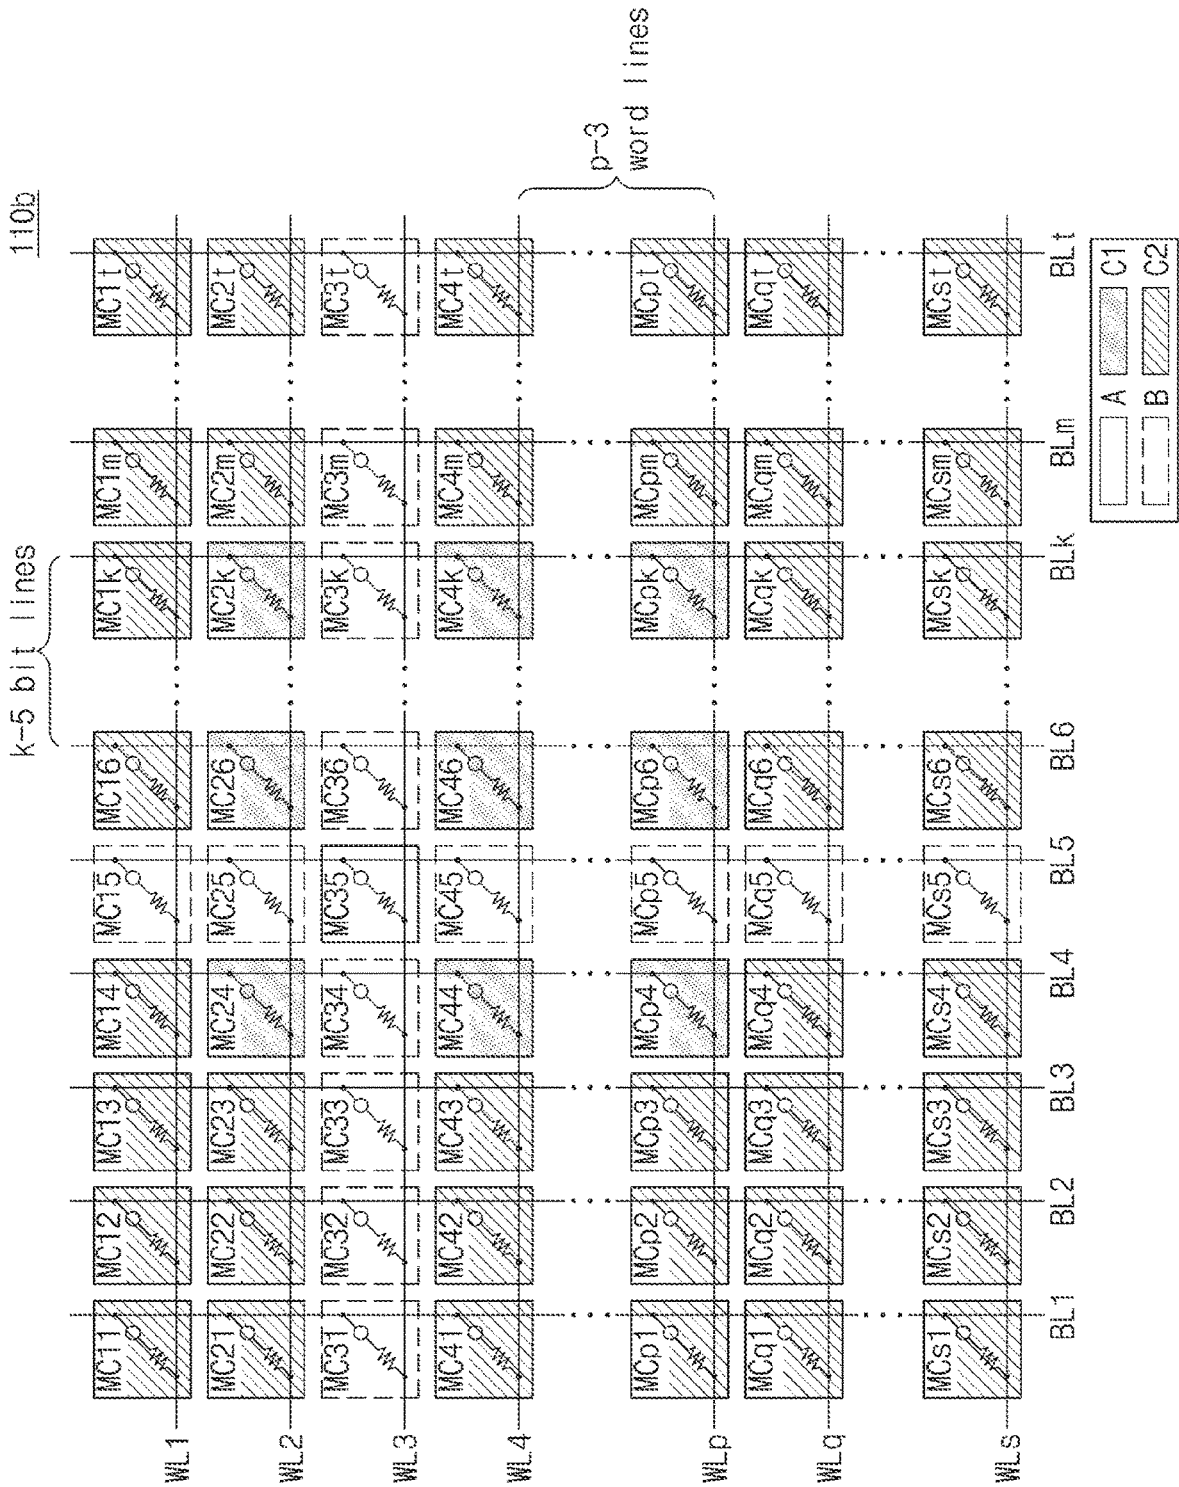 110b
k-5 bit lines
p-3
word lines
MC11 MC12 MC13 MC14 MC15 MC16 MC1k MC1m MC1t
WL1
MC21 MC22 MC23 MC24 MC25 MC26 MC2k MC2m MC2t
WL2
MC31 MC32 MC33 MC34 MC35 MC36 MC3k MC3m MC3t
WL3
MC41 MC42 MC43 MC44 MC45 MC46 MC4k MC4m MC4t
WL4
MCp1 MCp2 MCp3 MCp4 MCp5 MCp6 MCpk MCpm MCpt
WLp
MCq1 MCq2 MCq3 MCq4 MCq5 MCq6 MCqk MCqm MCqt
WLq
MCs1 MCs2 MCs3 MCs4 MCs5 MCs6 MCsk MCsm MCst
WLs
BL1 BL2 BL3 BL4 BL5 BL6 BLk BLm BLt
A C1
B C2